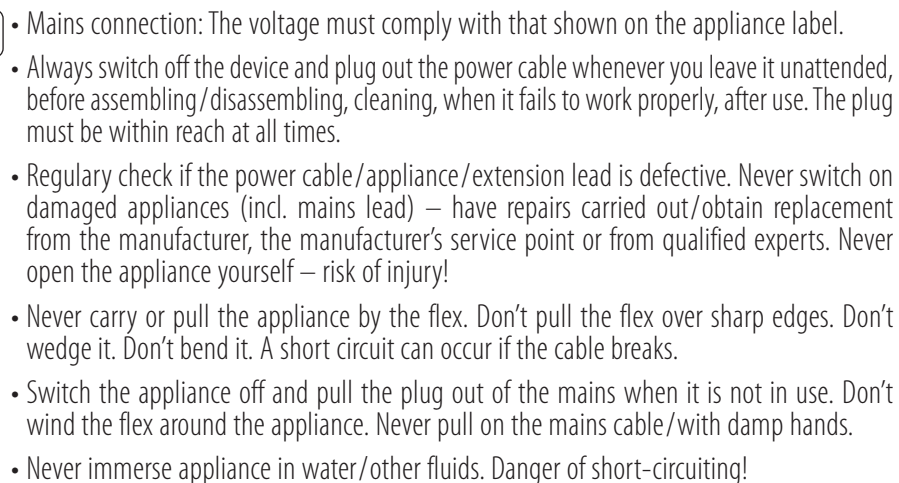 • Mains connection: The voltage must comply with that shown on the appliance label.
• Always switch off the device and plug out the power cable whenever you leave it unattended,
before assembling/disassembling, cleaning, when it fails to work properly, after use. The plug
must be within reach at all times.
• Regulary check if the power cable/appliance/extension lead is defective. Never switch on
damaged appliances (incl. mains lead) – have repairs carried out/obtain replacement
from the manufacturer, the manufacturer’s service point or from qualified experts. Never
open the appliance yourself – risk of injury!
• Never carry or pull the appliance by the flex. Don’t pull the flex over sharp edges. Don’t
wedge it. Don’t bend it. A short circuit can occur if the cable breaks.
• Switch the appliance off and pull the plug out of the mains when it is not in use. Don’t
wind the flex around the appliance. Never pull on the mains cable/with damp hands.
• Never immerse appliance in water/other fluids. Danger of short-circuiting!